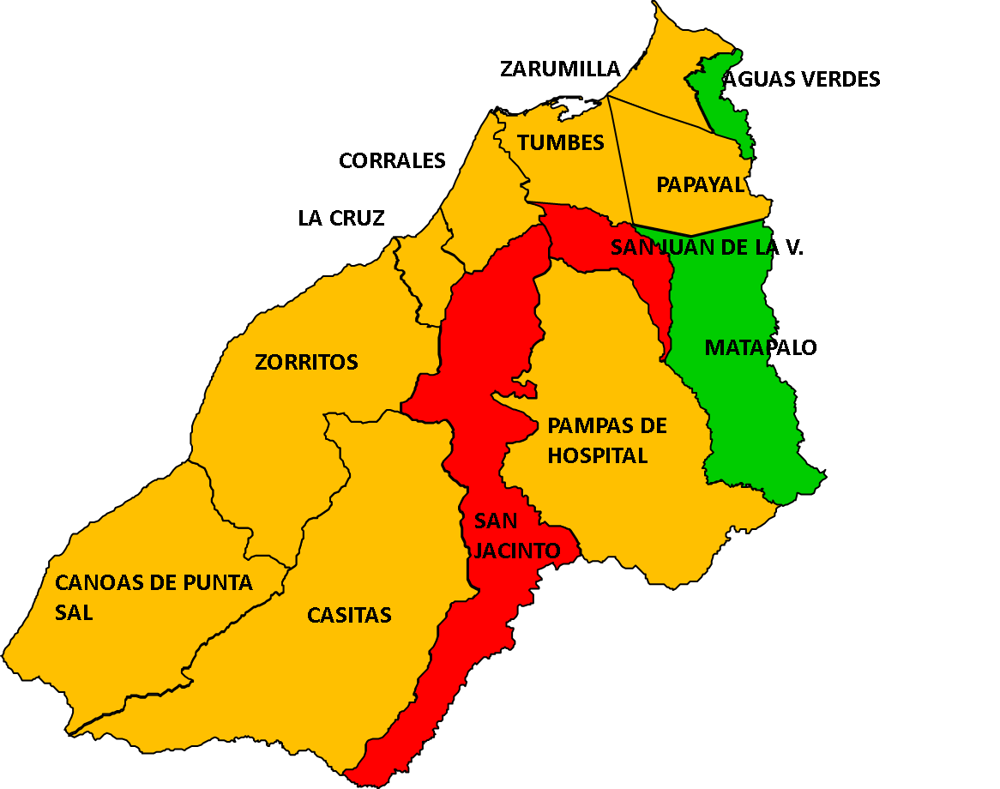 ZARUMILLA
AGUAS VERDES
TUMBES
CORRALES
PAPAYAL
LA CRUZ
SAN JUAN DE LA V.
MATAPALO
ZORRITOS
PAMPAS DE
HOSPITAL
SAN
JACINTO
CANOAS DE PUNTA
SAL
CASITAS